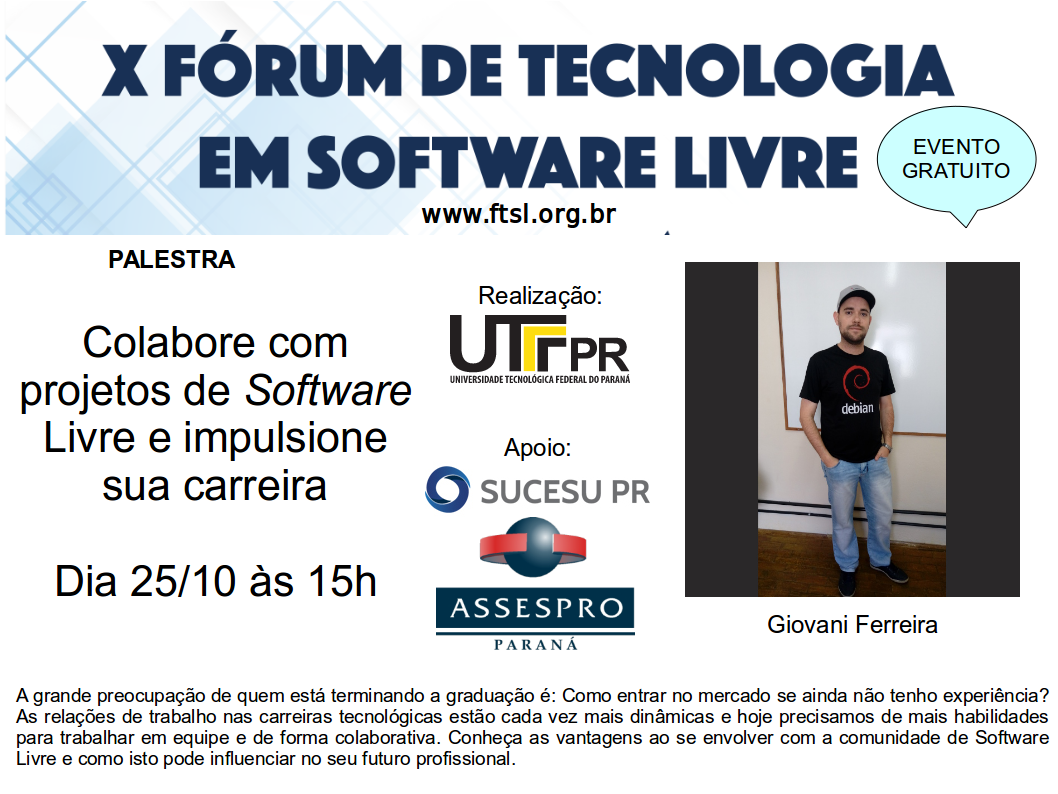 X FÓRUM DE TECNOLOGIA
EM SOFTWARE LIVRE
www.ftsl.org.br
EVENTO
GRATUITO
PALESTRA
Colabore com
projetos de Software
Livre e impulsione
sua carreira
Dia 25/10 às 15h
Realização:
UTFPR
UNIVERSIDADE TECNOLÓGICA FEDERAL DO PARANÁ
Apoio:
SUCESU PR
ASSESPRO
PARANÁ
debian
Giovani Ferreira
A grande preocupação de quem está terminando a graduação é: Como entrar no mercado se ainda não tenho experiência?
As relações de trabalho nas carreiras tecnológicas estão cada vez mais dinâmicas e hoje precisamos de mais habilidades
para trabalhar em equipe e de forma colaborativa. Conheça as vantagens ao se envolver com a comunidade de Software
Livre e como isto pode influenciar no seu futuro profissional.